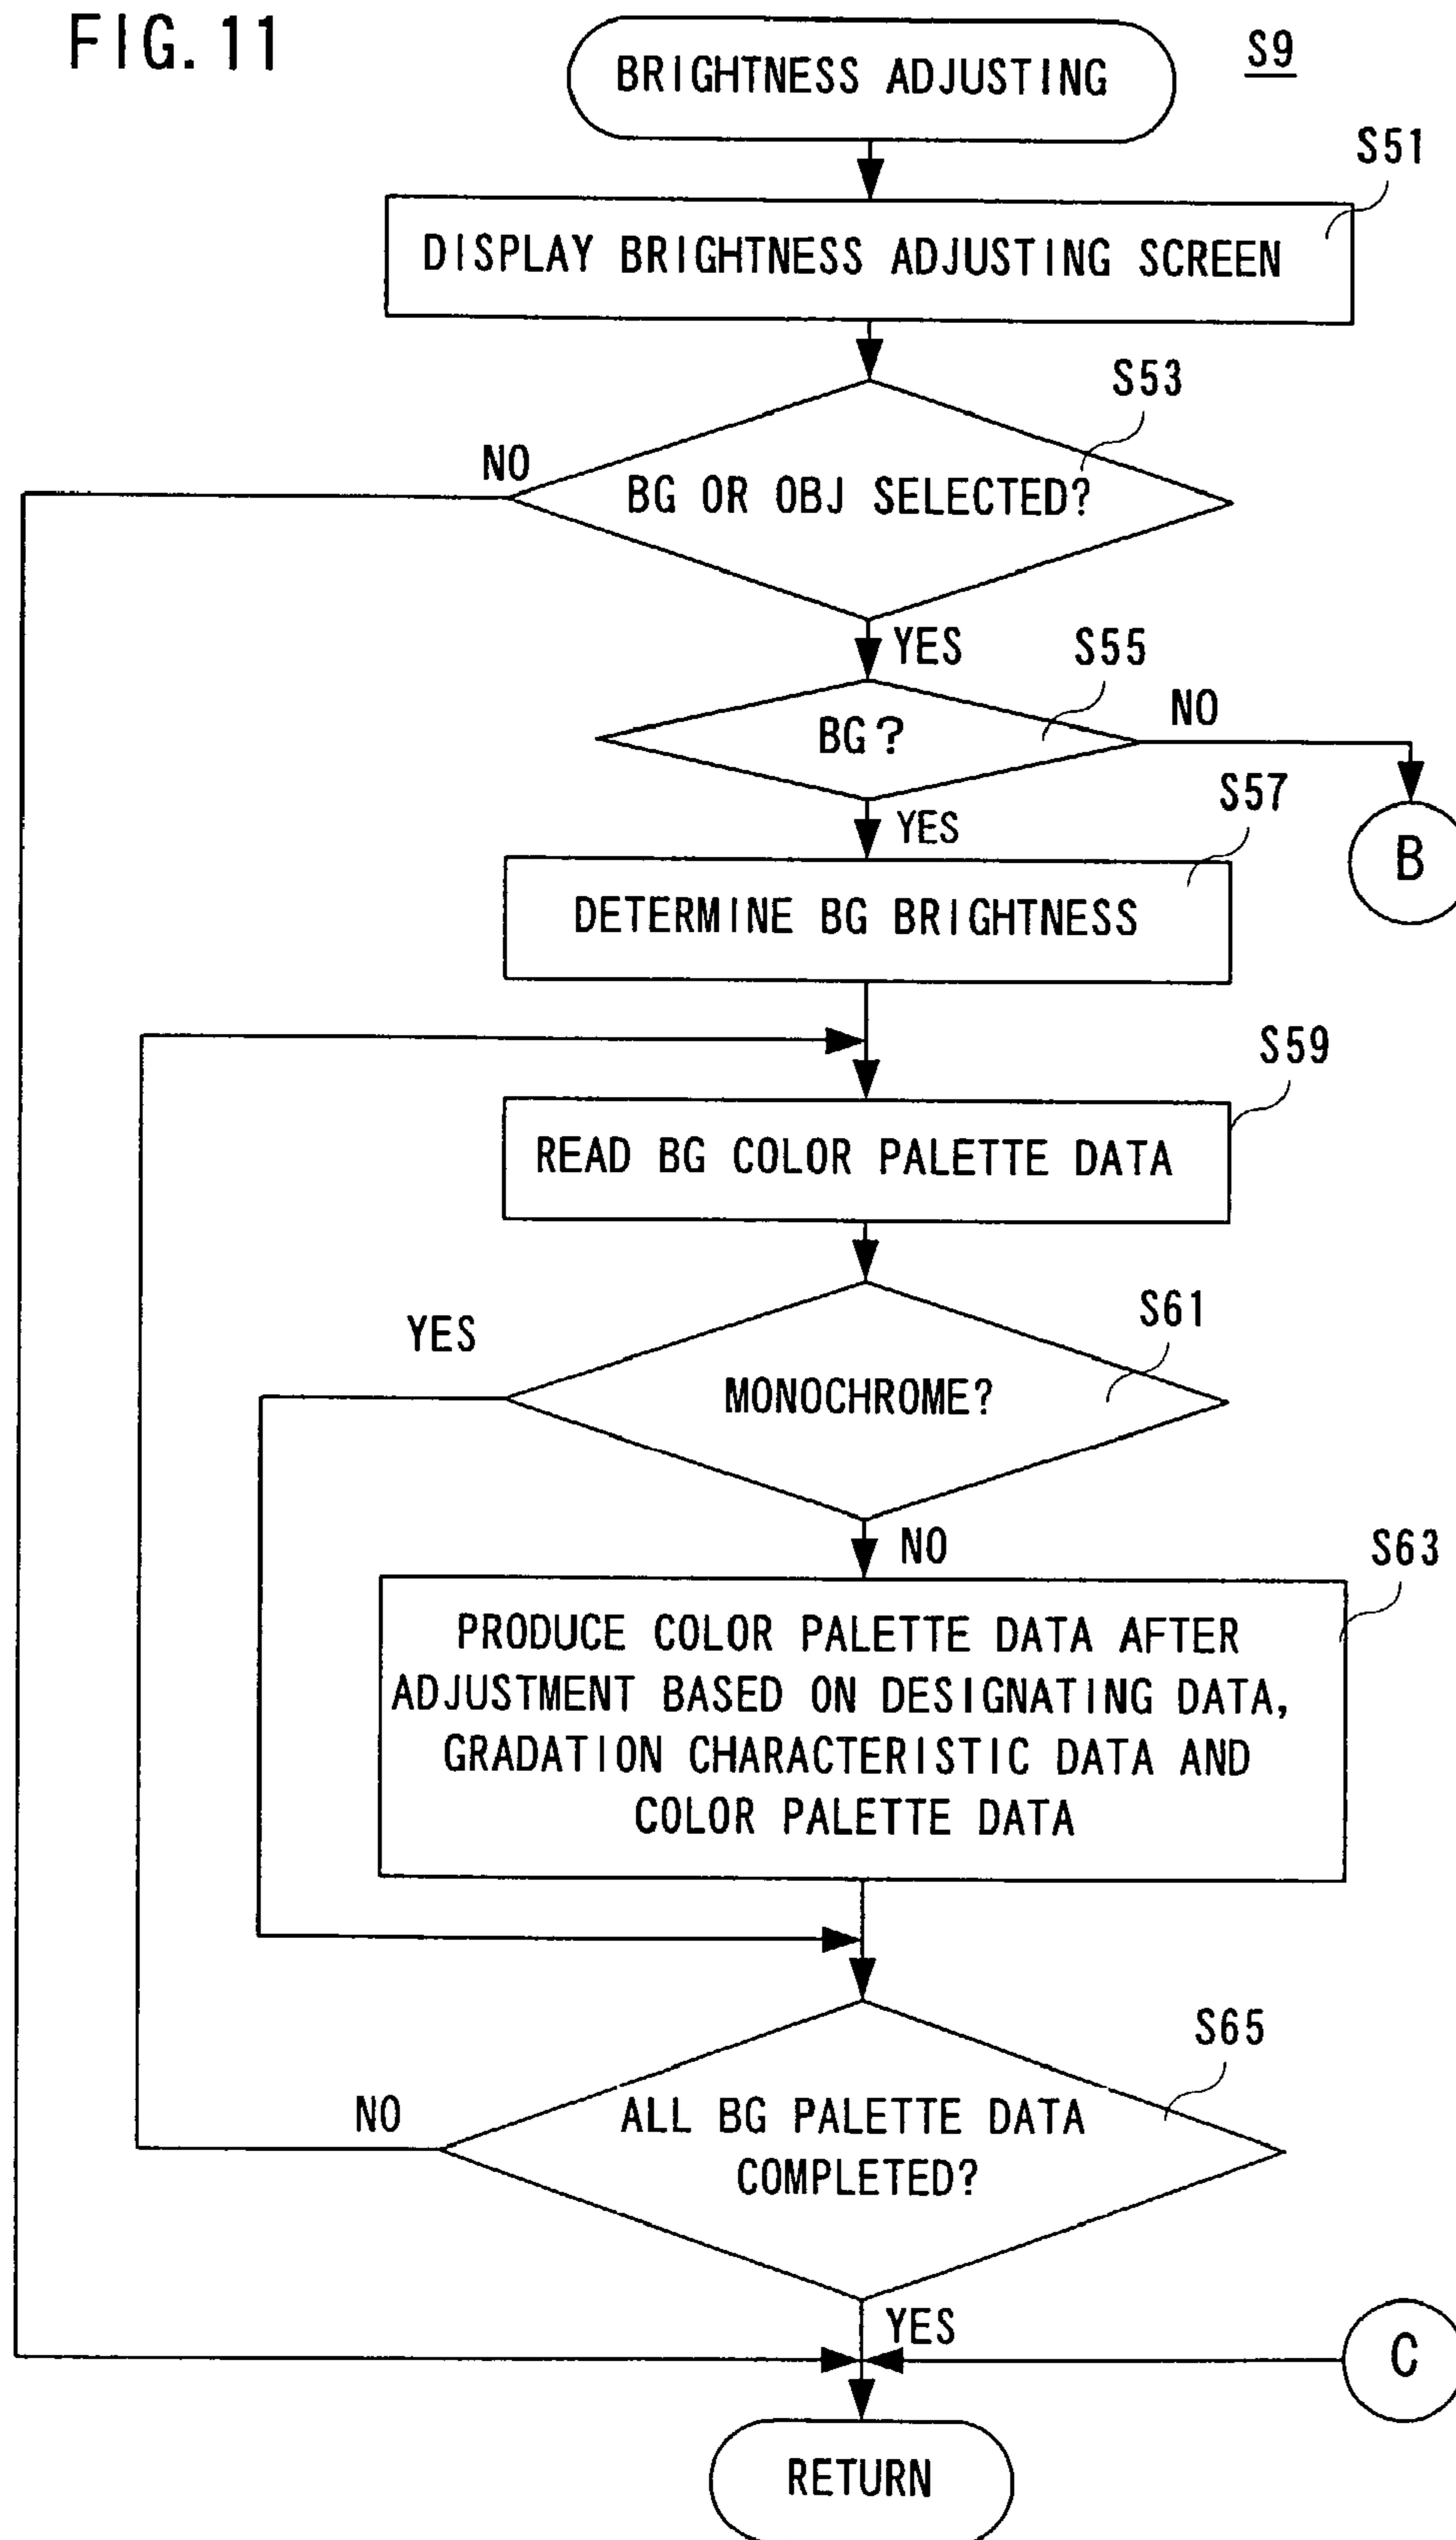 FIG. 11
BRIGHTNESS ADJUSTING
S9
S51
DISPLAY BRIGHTNESS ADJUSTING SCREEN
S53
NO
BG OR OBJ SELECTED?
YES
S55
NO
BG?
S57
YES
B
DETERMINE BG BRIGHTNESS
S59
READ BG COLOR PALETTE DATA
S61
YES
MONOCHROME?
NO
S63
PRODUCE COLOR PALETTE DATA AFTER
ADJUSTMENT BASED ON DESIGNATING DATA,
GRADATION CHARACTERISTIC DATA AND
COLOR PALETTE DATA
S65
NO
ALL BG PALETTE DATA
COMPLETED?
YES
C
RETURN